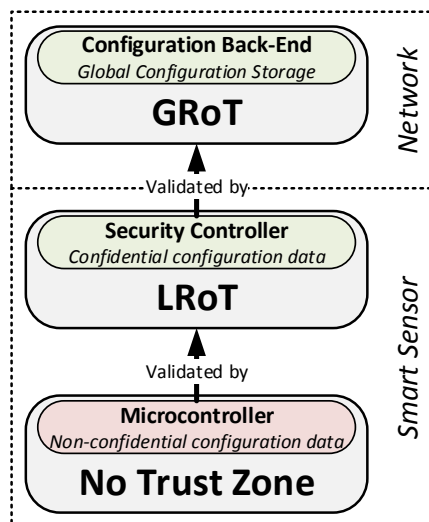 Configuration Back-End
Global Configuration Storage
GRoT
Network
Validated by
Security Controller
Confidential configuration data
LRoT
Smart Sensor
Validated by
Microcontroller
Non-confidential configuration data
No Trust Zone